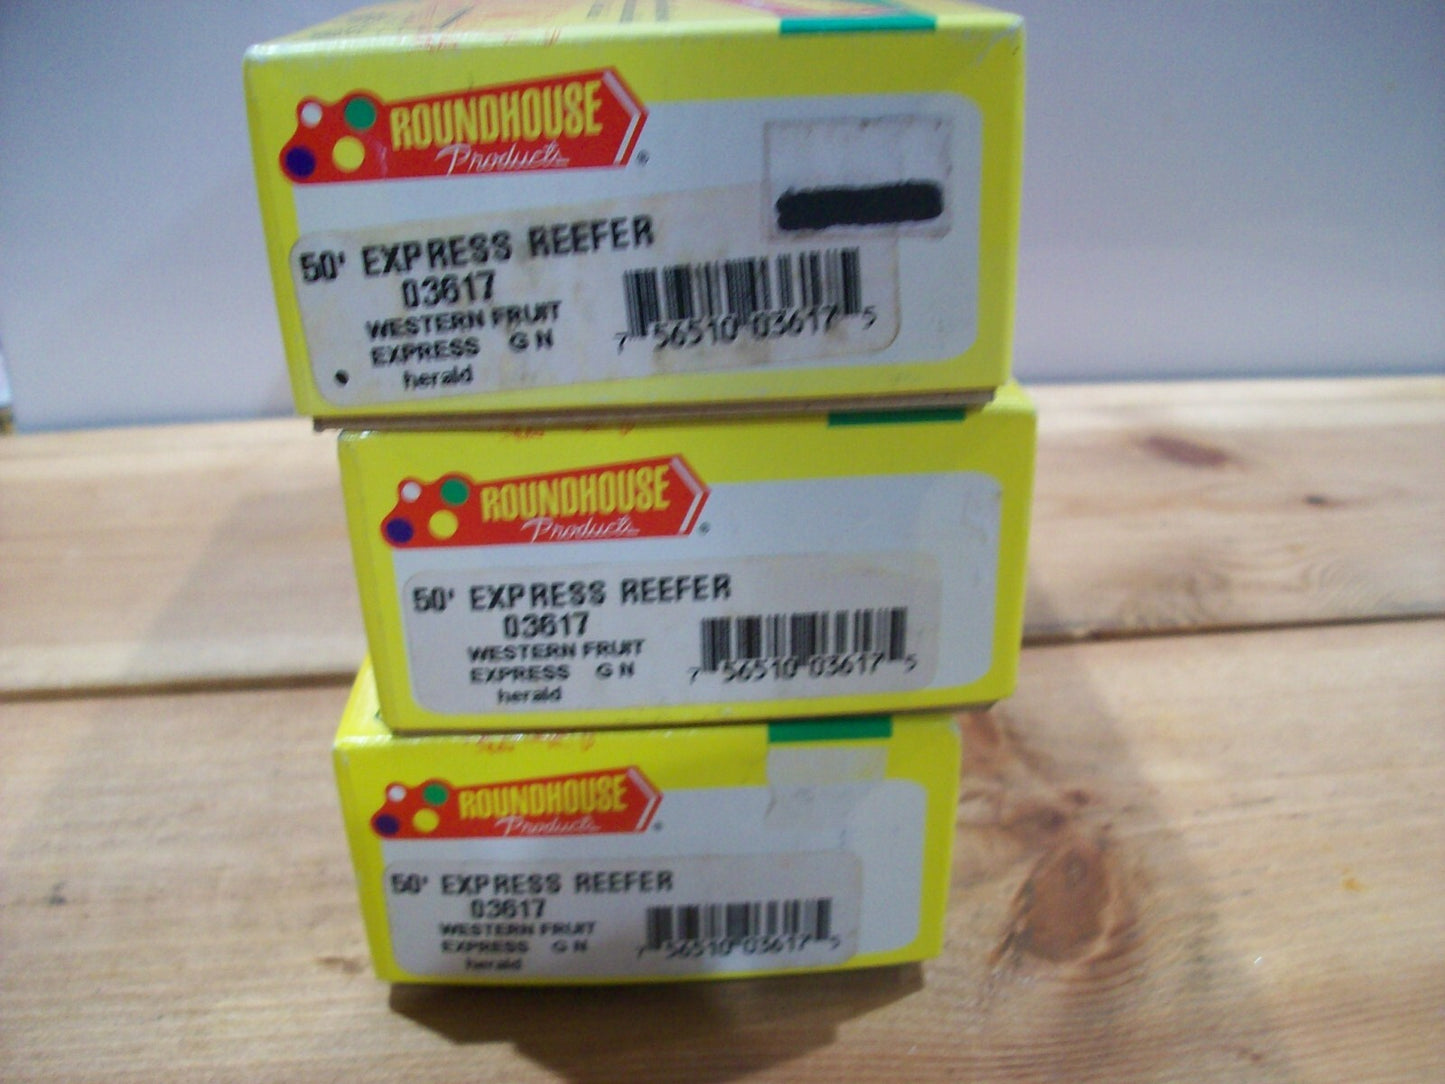 ROUNDHOUSE
Products
50' EXPRESS REEFER
03617
WESTERN FRUIT
EXPRESS G N
herald
7 56510 03617 5
ROUNDHOUSE
Products
50' EXPRESS REEFER
03617
WESTERN FRUIT
EXPRESS G N
herald
7 56510 03617 5
ROUNDHOUSE
Products
50' EXPRESS REEFER
03617
WESTERN FRUIT
EXPRESS G N
herald
7 56510 03617 5